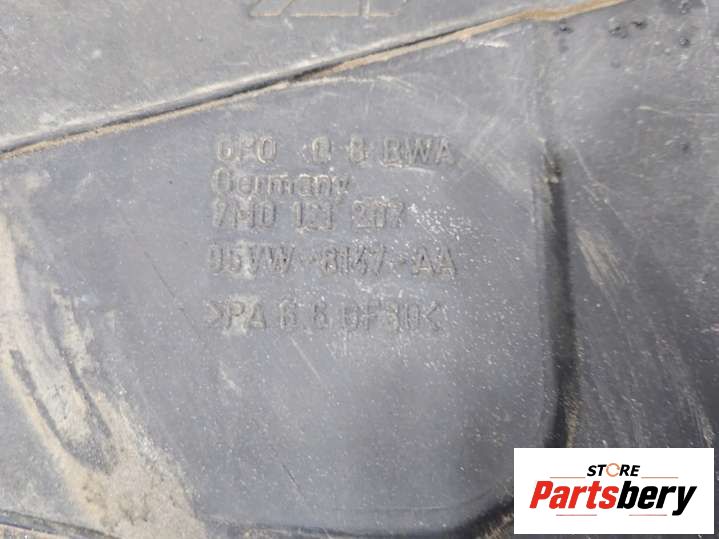 Germany
7M0 121 207
95VW-8147-AA
>PA 6.6 GF30<
STORE
Partsbery